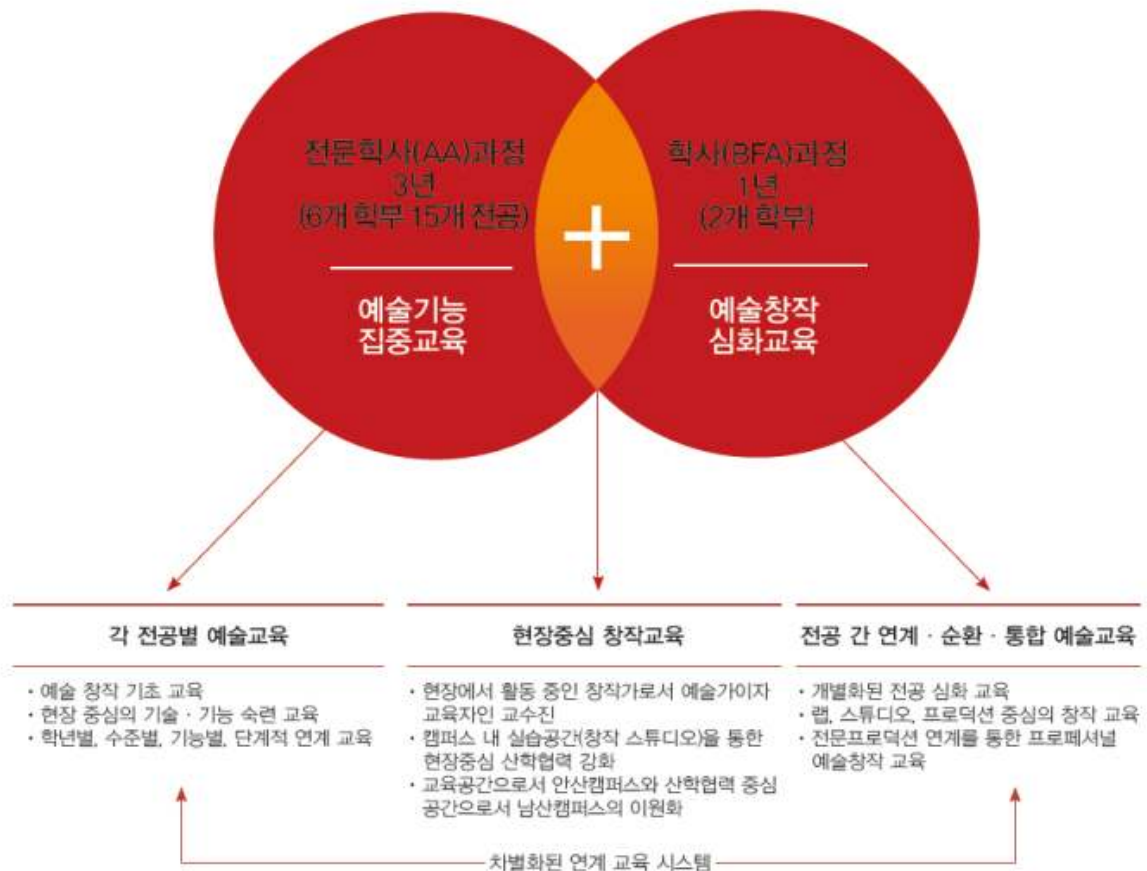 전문학사(AA)과정
3년
(6개 학부 15개 전공)
예술기능
집중교육
+
학사(BFA)과정
1년
(2개 학부)
예술창작
심화교육
각 전공별 예술교육
• 예술 창작 기초 교육
• 현장 중심의 기술 · 기능 숙련 교육
• 학년별, 수준별, 기능별, 단계적 연계 교육
현장중심 창작교육
• 현장에서 활동 중인 창작가로서 예술가이자
교육자인 교수진
• 캠퍼스 내 실습공간(창작 스튜디오)을 통한
현장중심 산학협력 강화
• 교육공간으로서 안산캠퍼스와 산학협력 중심
공간으로서 남산캠퍼스의 이원화
전공 간 연계 · 순환 · 통합 예술교육
• 개별화된 전공 심화 교육
• 랩, 스튜디오, 프로덕션 중심의 창작 교육
• 전문프로덕션 연계를 통한 프로페셔널
예술창작 교육
차별화된 연계 교육 시스템